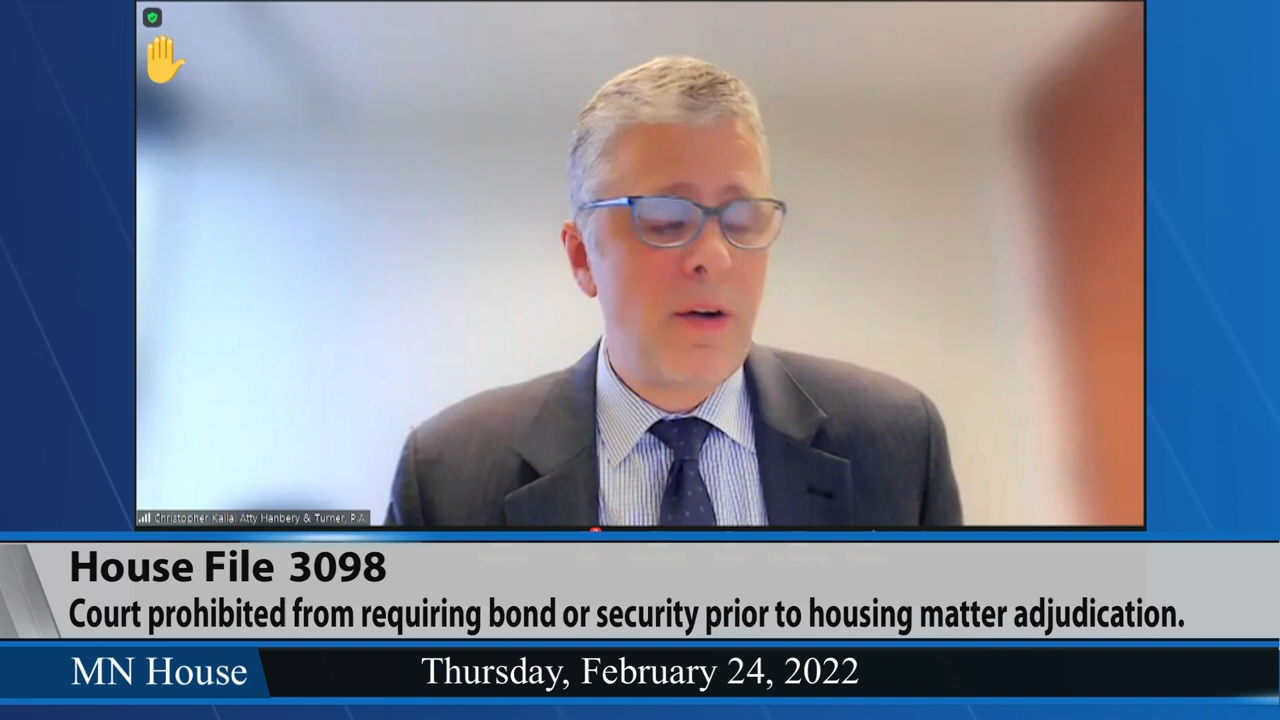 Christopher Kalla: Atty Hanbery & Turner, P.A.
House File 3098
Court prohibited from requiring bond or security prior to housing matter adjudication.
MN House
Thursday, February 24, 2022